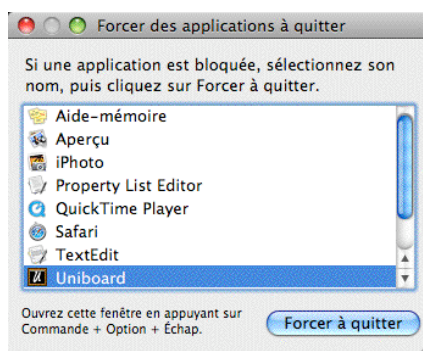 Forcer des applications à quitter
Si une application est bloquée, sélectionnez son
nom, puis cliquez sur Forcer à quitter.
Aide-mémoire
Aperçu
iPhoto
Property List Editor
QuickTime Player
Safari
TextEdit
Uniboard
Ouvrez cette fenêtre en appuyant sur
Commande + Option + Échap.
Forcer à quitter